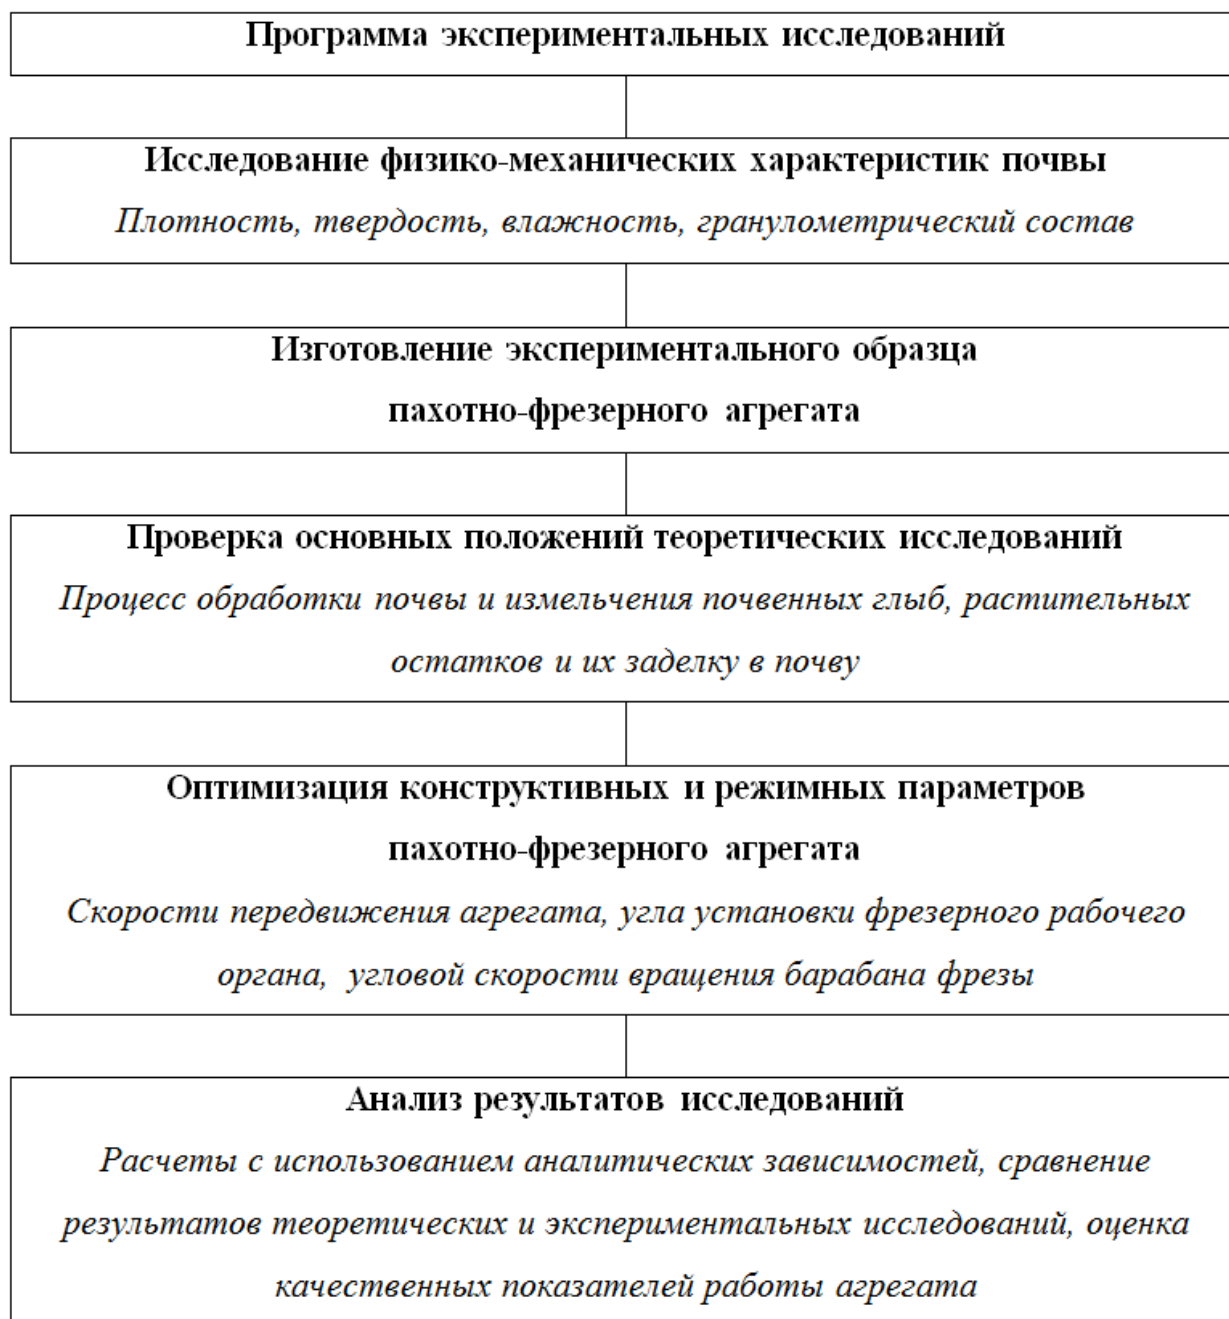 Программа экспериментальных исследований
Исследование физико-механических характеристик почвы
Плотность, твердость, влажность, гранулометрический состав
Изготовление экспериментального образца
пахотно-фрезерного агрегата
Проверка основных положений теоретических исследований
Процесс обработки почвы и измельчения почвенных глыб, растительных
остатков и их заделку в почву
Оптимизация конструктивных и режимных параметров
пахотно-фрезерного агрегата
Скорости передвижения агрегата, угла установки фрезерного рабочего
органа, угловой скорости вращения барабана фрезы
Анализ результатов исследований
Расчеты с использованием аналитических зависимостей, сравнение
результатов теоретических и экспериментальных исследований, оценка
качественных показателей работы агрегата